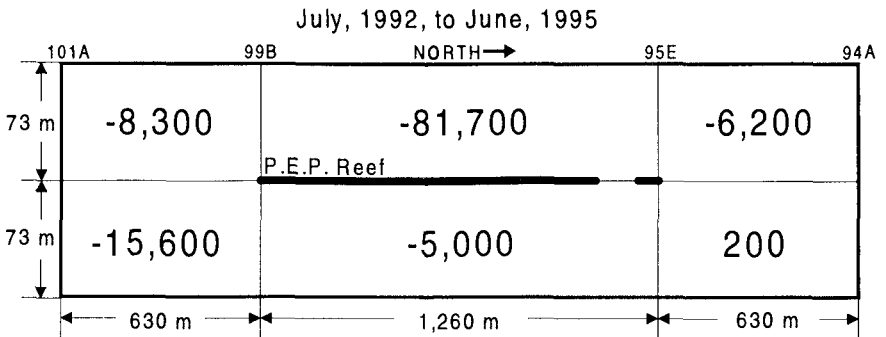 July, 1992, to June, 1995
101A 99B NORTH 95E 94A
73 m -8,300 -81,700 -6,200
P.E.P. Reef
73 m -15,600 -5,000 200
630 m 1,260 m 630 m